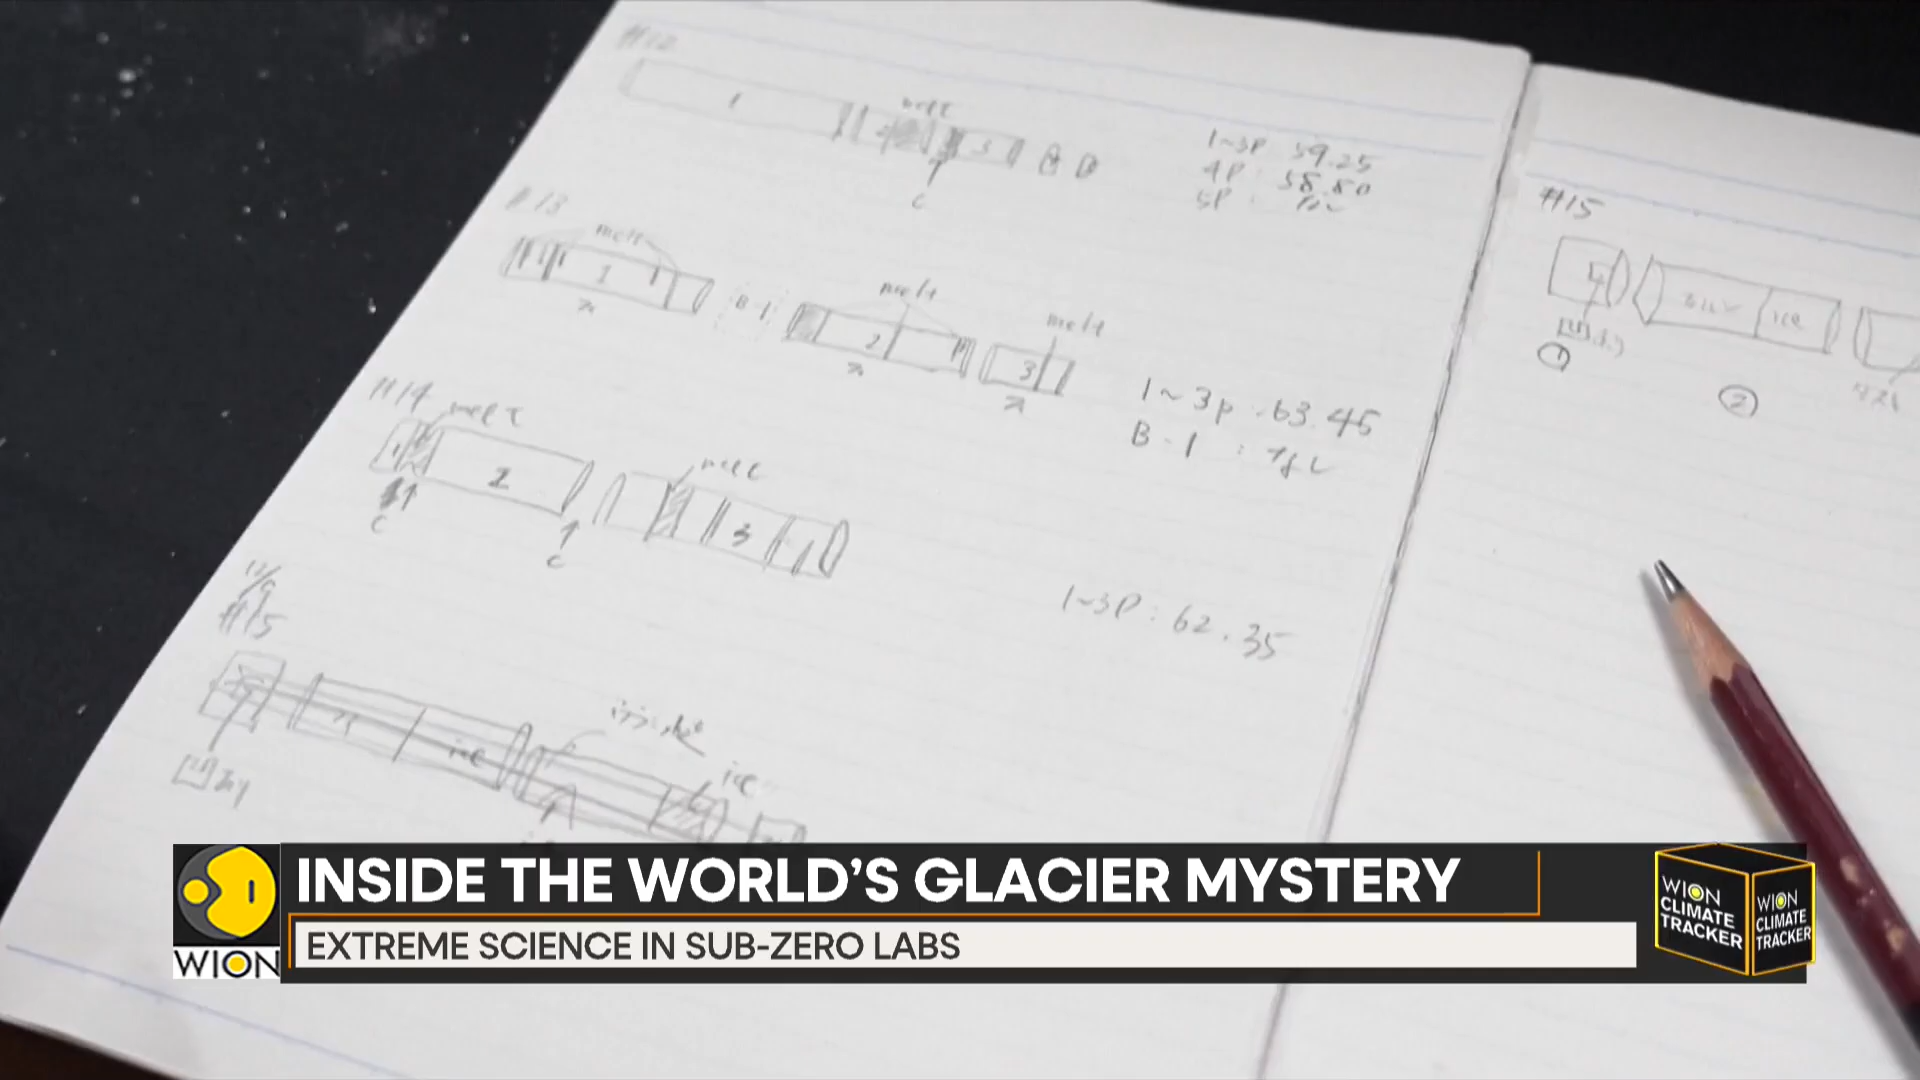 #12
1
melt
3
C
1~3P 59.25
4P : 58.80
5P :
#13
melt
1
B-1
melt
2
melt
3
1~3P : 63.45
B-1 :
#14
melt
1
2
C
C
melt
3
1~3P : 62.35
#15
ice
ice
#15
ice
①
②
INSIDE THE WORLD'S GLACIER MYSTERY
EXTREME SCIENCE IN SUB-ZERO LABS
WION
WION
CLIMATE
TRACKER
WION
CLIMATE
TRACKER